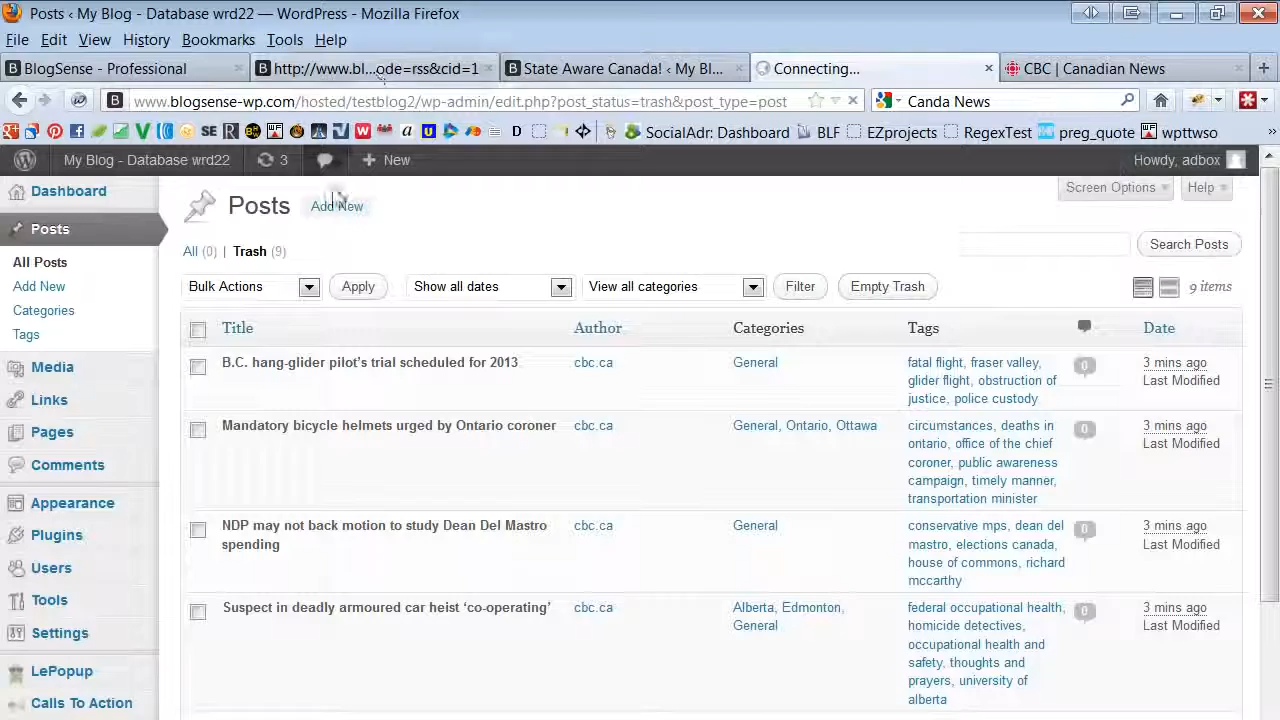 Posts ‹ My Blog - Database wrd22 — WordPress - Mozilla Firefox
File Edit View History Bookmarks Tools Help
BlogSense - Professional
http://www.bl...ode=rss&cid=1
State Aware Canada! ‹ My Bl...
Connecting...
CBC | Canadian News
www.blogsense-wp.com/hosted/testblog2/wp-admin/edit.php?post_status=trash&post_type=post
Canda News
SE
SocialAdr: Dashboard BLF EZprojects RegexTest preg_quote wpttwso
My Blog - Database wrd22 3 + New Howdy, adbox
Dashboard
Posts
All Posts
Add New
Categories
Tags
Media
Links
Pages
Comments
Appearance
Plugins
Users
Tools
Settings
LePopup
Calls To Action
Screen Options Help
Posts Add New
All (0) | Trash (9)
Search Posts
Bulk Actions Apply Show all dates View all categories Filter Empty Trash 9 items
Title Author Categories Tags Date
B.C. hang-glider pilot’s trial scheduled for 2013
cbc.ca
General
fatal flight, fraser valley,
glider flight, obstruction of
justice, police custody
0
3 mins ago
Last Modified
Mandatory bicycle helmets urged by Ontario coroner
cbc.ca
General, Ontario, Ottawa
circumstances, deaths in
ontario, office of the chief
coroner, public awareness
campaign, timely manner,
transportation minister
0
3 mins ago
Last Modified
NDP may not back motion to study Dean Del Mastro
spending
cbc.ca
General
conservative mps, dean del
mastro, elections canada,
house of commons, richard
mccarthy
0
3 mins ago
Last Modified
Suspect in deadly armoured car heist ‘co-operating’
cbc.ca
Alberta, Edmonton,
General
federal occupational health,
homicide detectives,
occupational health and
safety, thoughts and
prayers, university of
alberta
0
3 mins ago
Last Modified